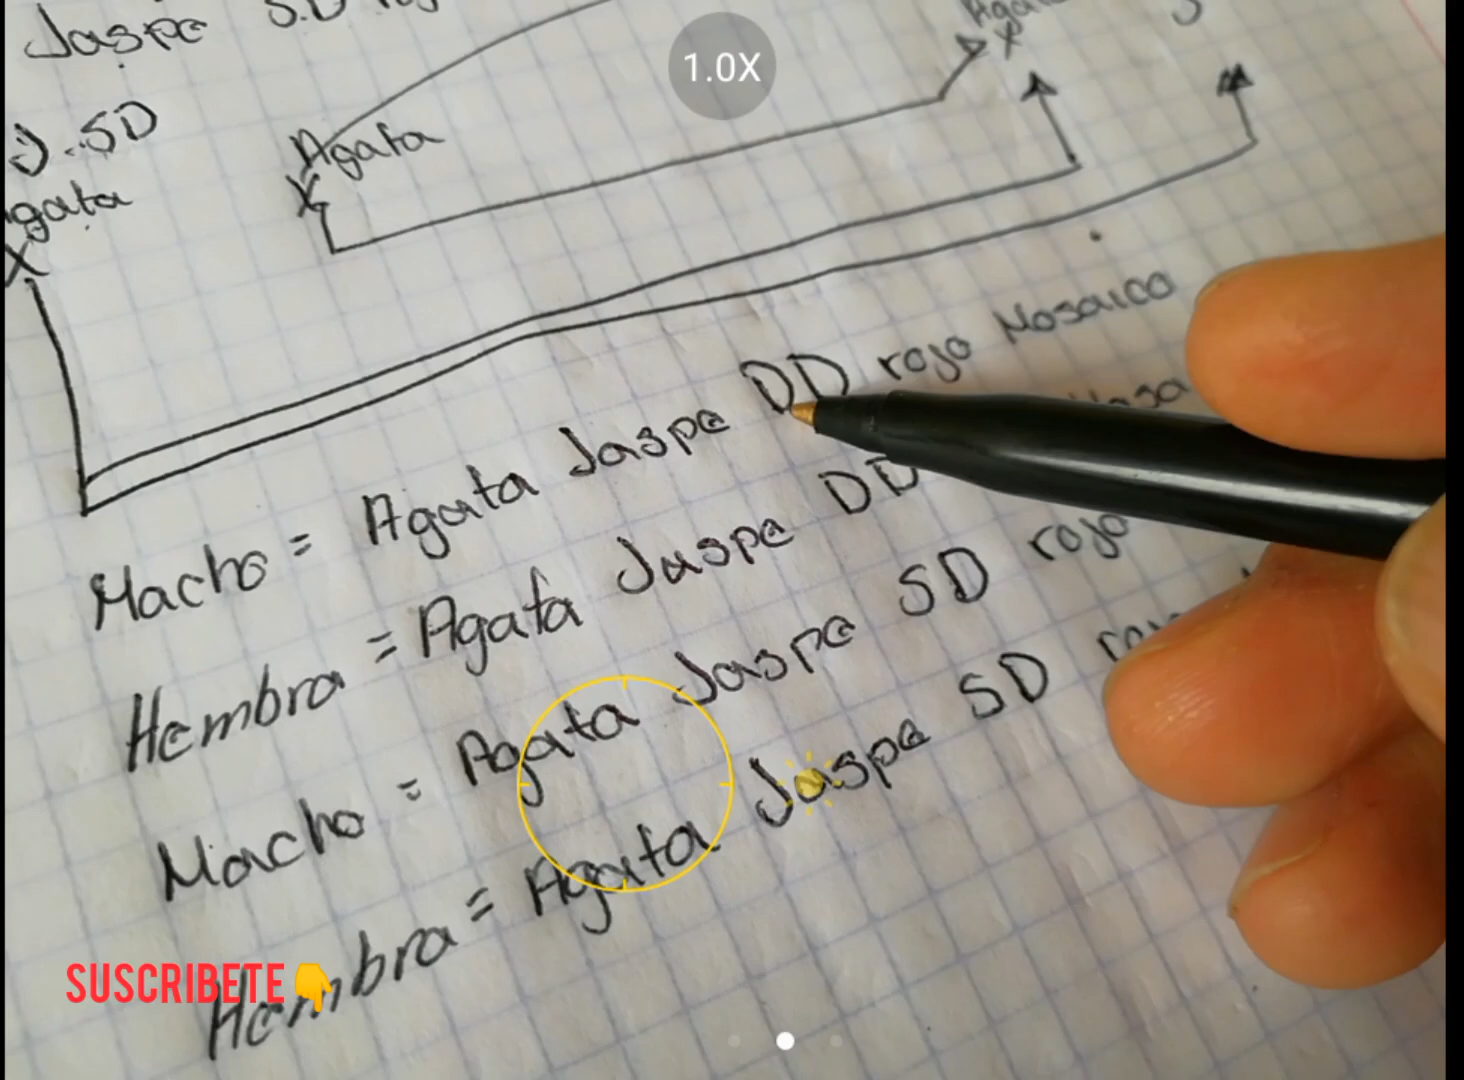 Jaspe S.D
1.0X
J. SD
Agata
X
Agata
X
Agata
X
Macho = Agata Jaspe DD rojo Mosaico
Hembra = Agata Jaspe DD
Macho = Agata Jaspe SD rojo
Hembra = Agata Jaspe SD
SUSCRIBETE